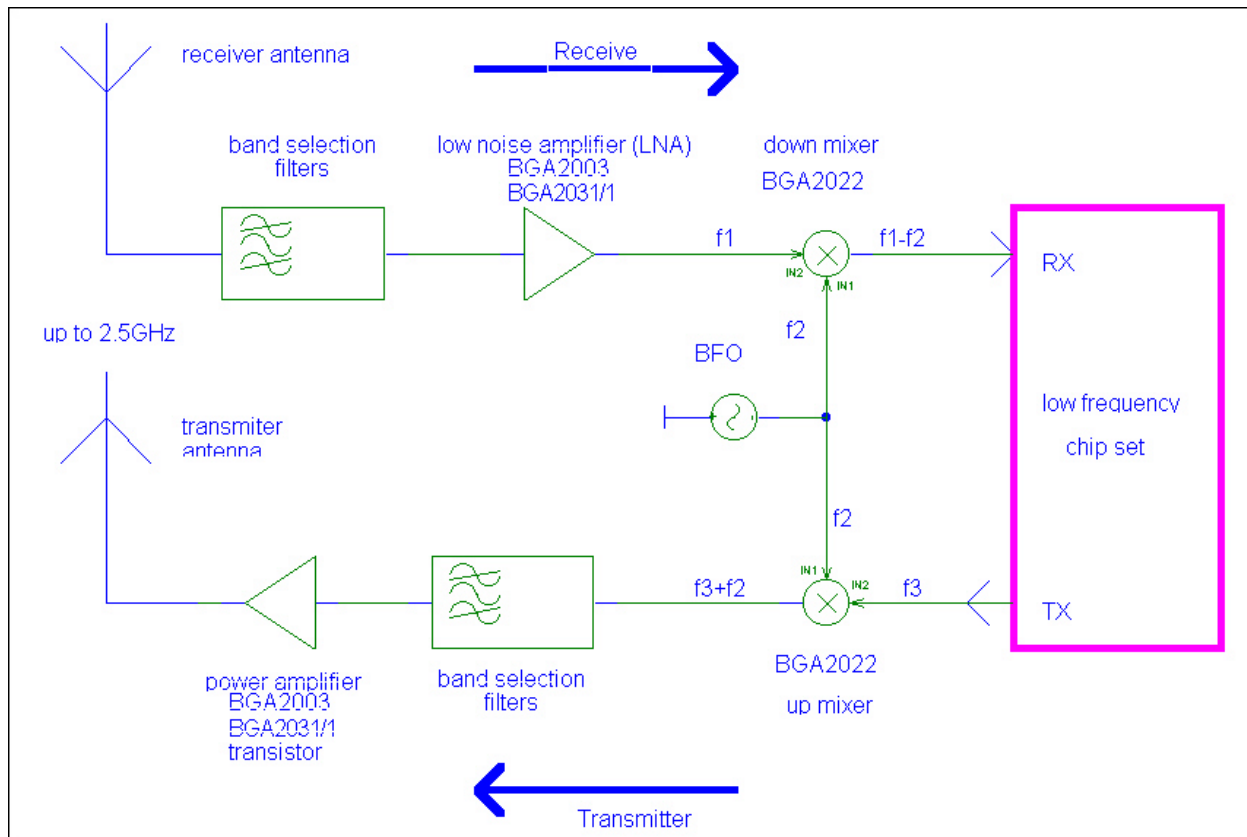 receiver antenna
Receive
band selection
filters
low noise amplifier (LNA)
BGA2003
BGA2031/1
down mixer
BGA2022
f1
f1-f2
IN2
IN1
RX
up to 2.5GHz
f2
BFO
low frequency
chip set
transmiter
antenna
f2
IN1
IN2
f3+f2
f3
TX
power amplifier
BGA2003
BGA2031/1
transistor
band selection
filters
BGA2022
up mixer
Transmitter